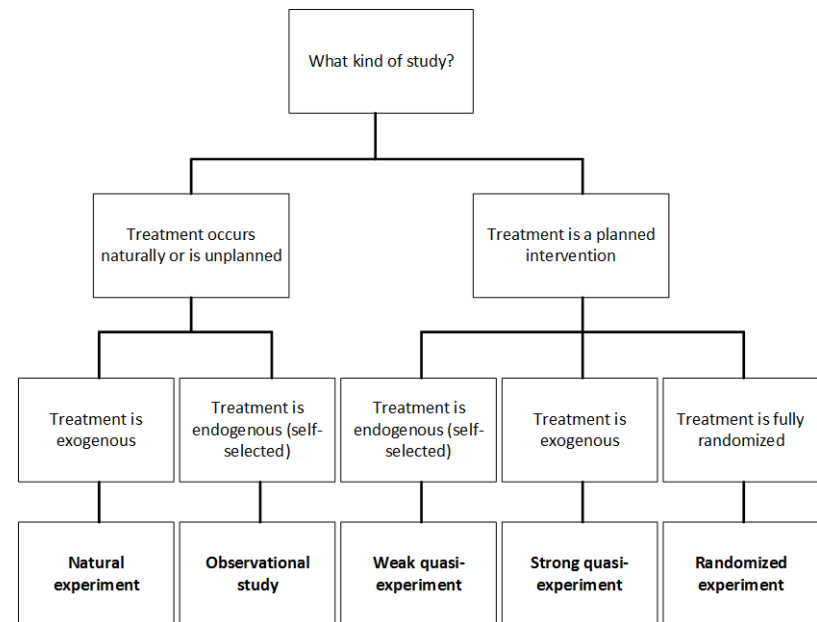 What kind of study?
Treatment occurs
naturally or is unplanned
Treatment is a planned
intervention
Treatment is
exogenous
Treatment is
endogenous (self-
selected)
Treatment is
endogenous (self-
selected)
Treatment is
exogenous
Treatment is fully
randomized
Natural
experiment
Observational
study
Weak quasi-
experiment
Strong quasi-
experiment
Randomized
experiment